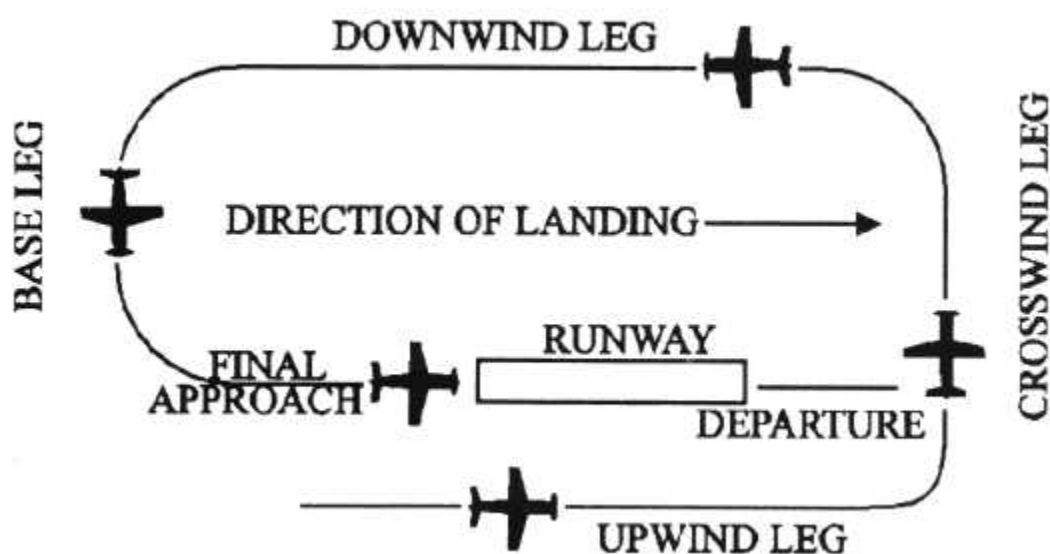 DOWNWIND LEG
BASE LEG
CROSSWIND LEG
DIRECTION OF LANDING
RUNWAY
FINAL
APPROACH
DEPARTURE
UPWIND LEG